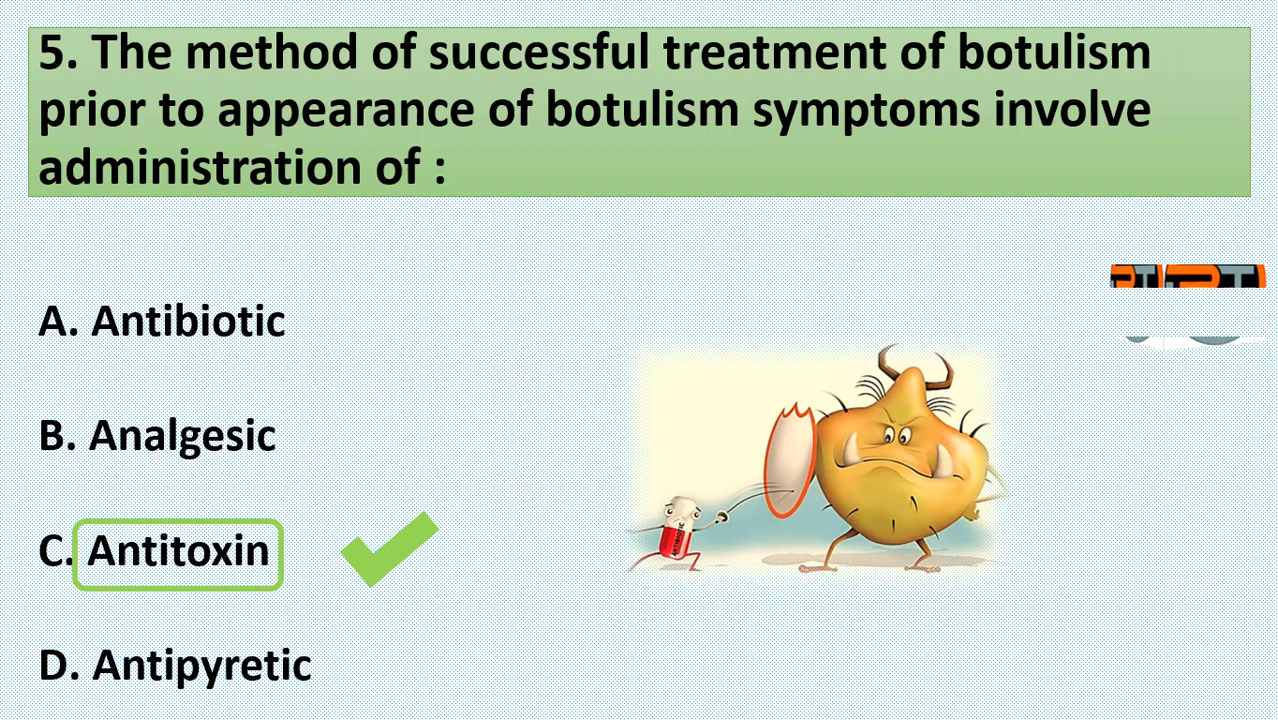 5. The method of successful treatment of botulism
prior to appearance of botulism symptoms involve
administration of :
A. Antibiotic
B. Analgesic
C. Antitoxin
D. Antipyretic
ANTIBIOTIC